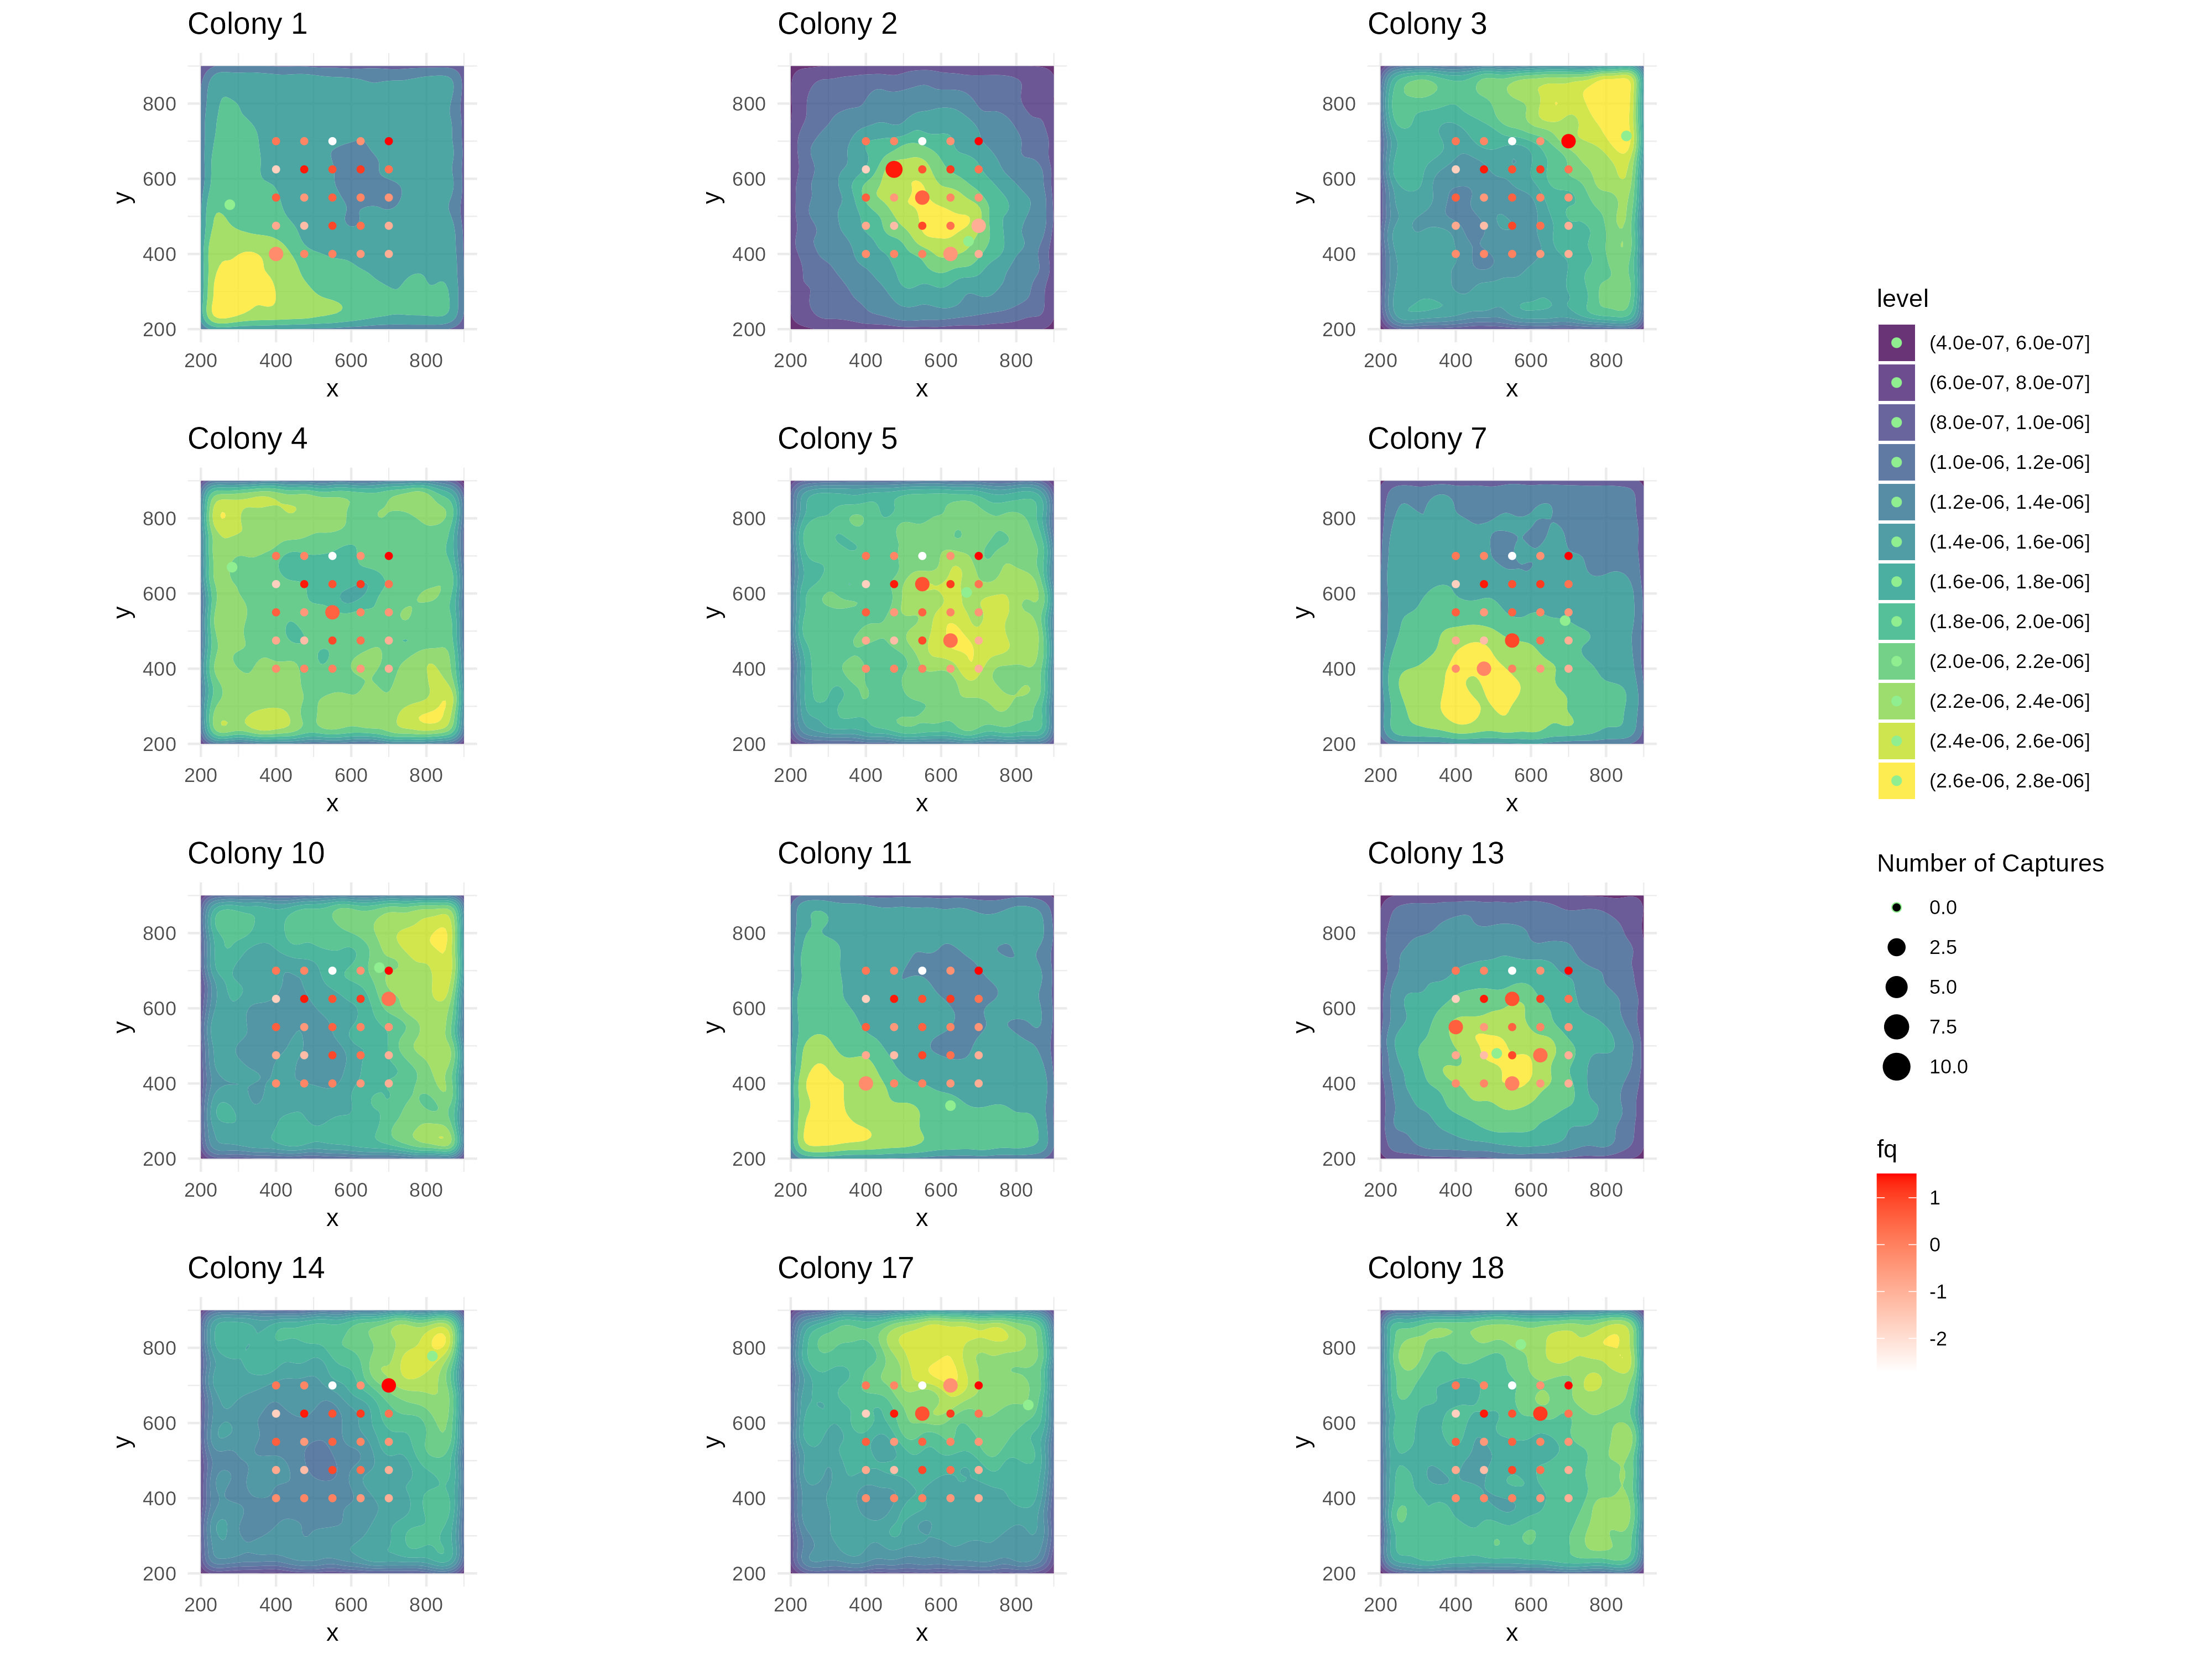 Colony 1
Colony 2
Colony 3
800
600
400
200
y
200 400 600 800
x
800
600
400
200
y
200 400 600 800
x
800
600
400
200
y
200 400 600 800
x
Colony 4
Colony 5
Colony 7
800
600
400
200
y
200 400 600 800
x
800
600
400
200
y
200 400 600 800
x
800
600
400
200
y
200 400 600 800
x
Colony 10
Colony 11
Colony 13
800
600
400
200
y
200 400 600 800
x
800
600
400
200
y
200 400 600 800
x
800
600
400
200
y
200 400 600 800
x
Colony 14
Colony 17
Colony 18
800
600
400
200
y
200 400 600 800
x
800
600
400
200
y
200 400 600 800
x
800
600
400
200
y
200 400 600 800
x
level
(4.0e-07, 6.0e-07]
(6.0e-07, 8.0e-07]
(8.0e-07, 1.0e-06]
(1.0e-06, 1.2e-06]
(1.2e-06, 1.4e-06]
(1.4e-06, 1.6e-06]
(1.6e-06, 1.8e-06]
(1.8e-06, 2.0e-06]
(2.0e-06, 2.2e-06]
(2.2e-06, 2.4e-06]
(2.4e-06, 2.6e-06]
(2.6e-06, 2.8e-06]
Number of Captures
0.0
2.5
5.0
7.5
10.0
fq
1
0
-1
-2